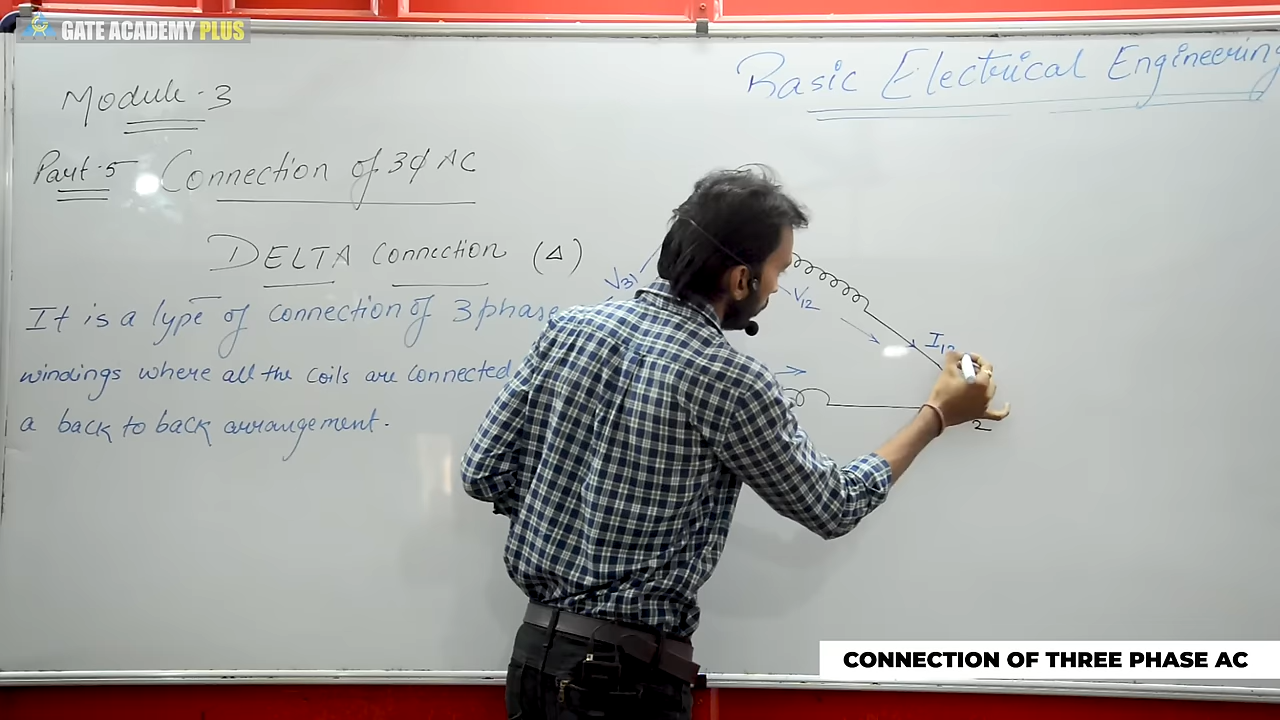 GATE ACADEMY PLUS
Basic Electrical Engineering
Module-3
Part-5 Connection of 3φ AC
DELTA Connection (Δ)
It is a type of connection of 3 phase
windings where all the coils are connected
a back to back arrangement.
V31
V12
I12
2
CONNECTION OF THREE PHASE AC